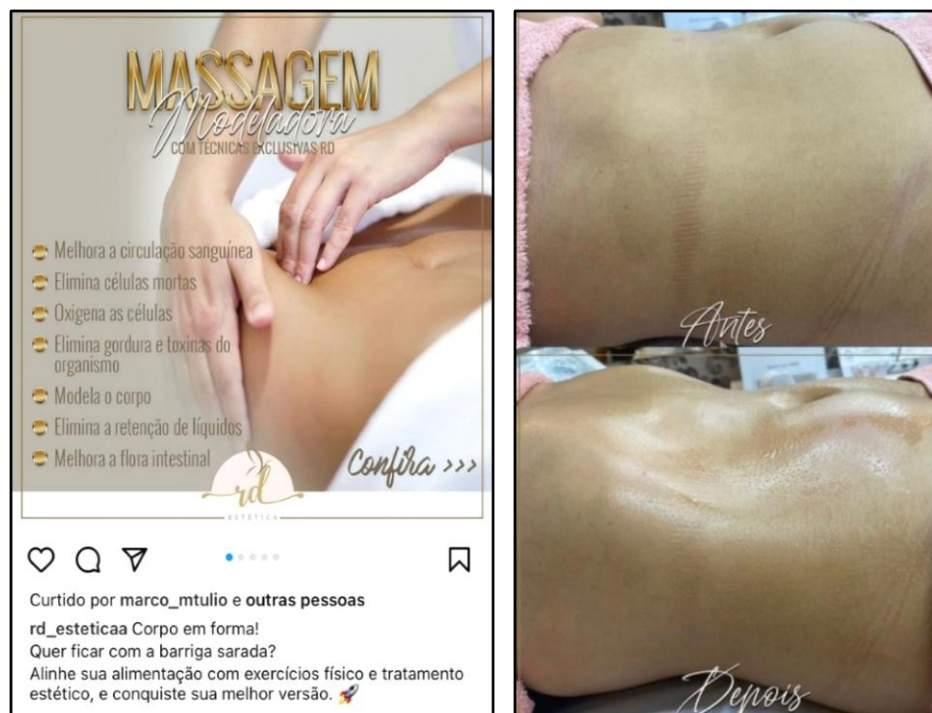 MASSAGEM
Modeladora
COM TÉCNICAS EXCLUSIVAS RD
Melhora a circulação sanguínea
Elimina células mortas
Oxigena as células
Elimina gordura e toxinas do
organismo
Modela o corpo
Elimina a retenção de líquidos
Melhora a flora intestinal
Confira >>>
rd
ESTÉTICA
Curtido por marco_mtulio e outras pessoas
rd_esteticaa Corpo em forma!
Quer ficar com a barriga sarada?
Alinhe sua alimentação com exercícios físico e tratamento
estético, e conquiste sua melhor versão. 🚀
Antes
Depois